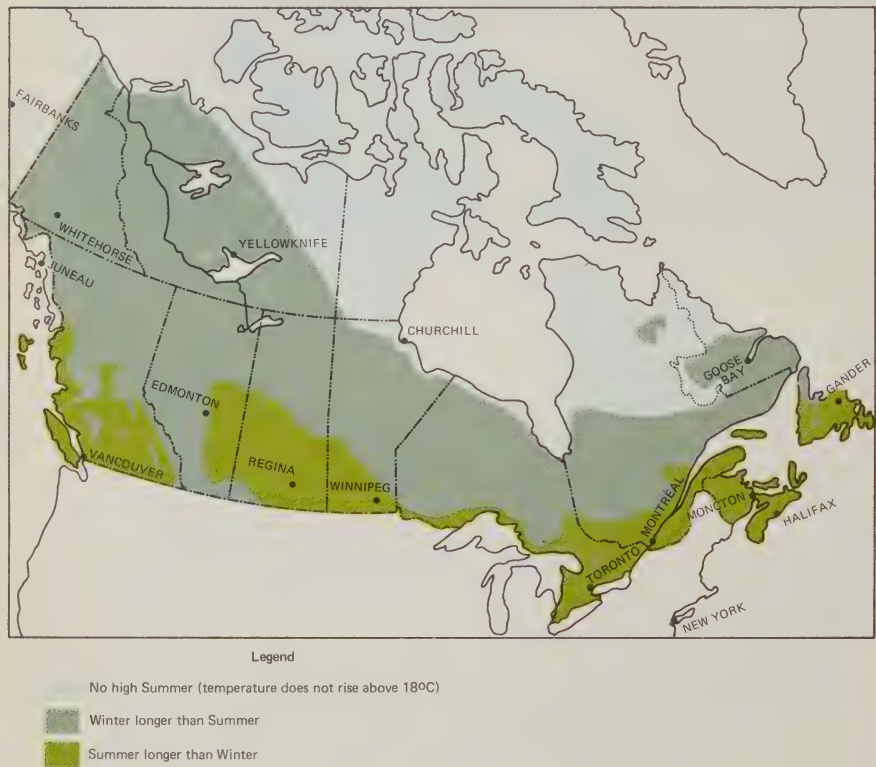 FAIRBANKS
WHITEHORSE
JUNEAU
YELLOWKNIFE
CHURCHILL
EDMONTON
REGINA
WINNIPEG
VANCOUVER
GOOSE
BAY
GANDER
MONTRÉAL
MONCTON
HALIFAX
TORONTO
NEW YORK
Legend
No high Summer (temperature does not rise above 18ºC)
Winter longer than Summer
Summer longer than Winter